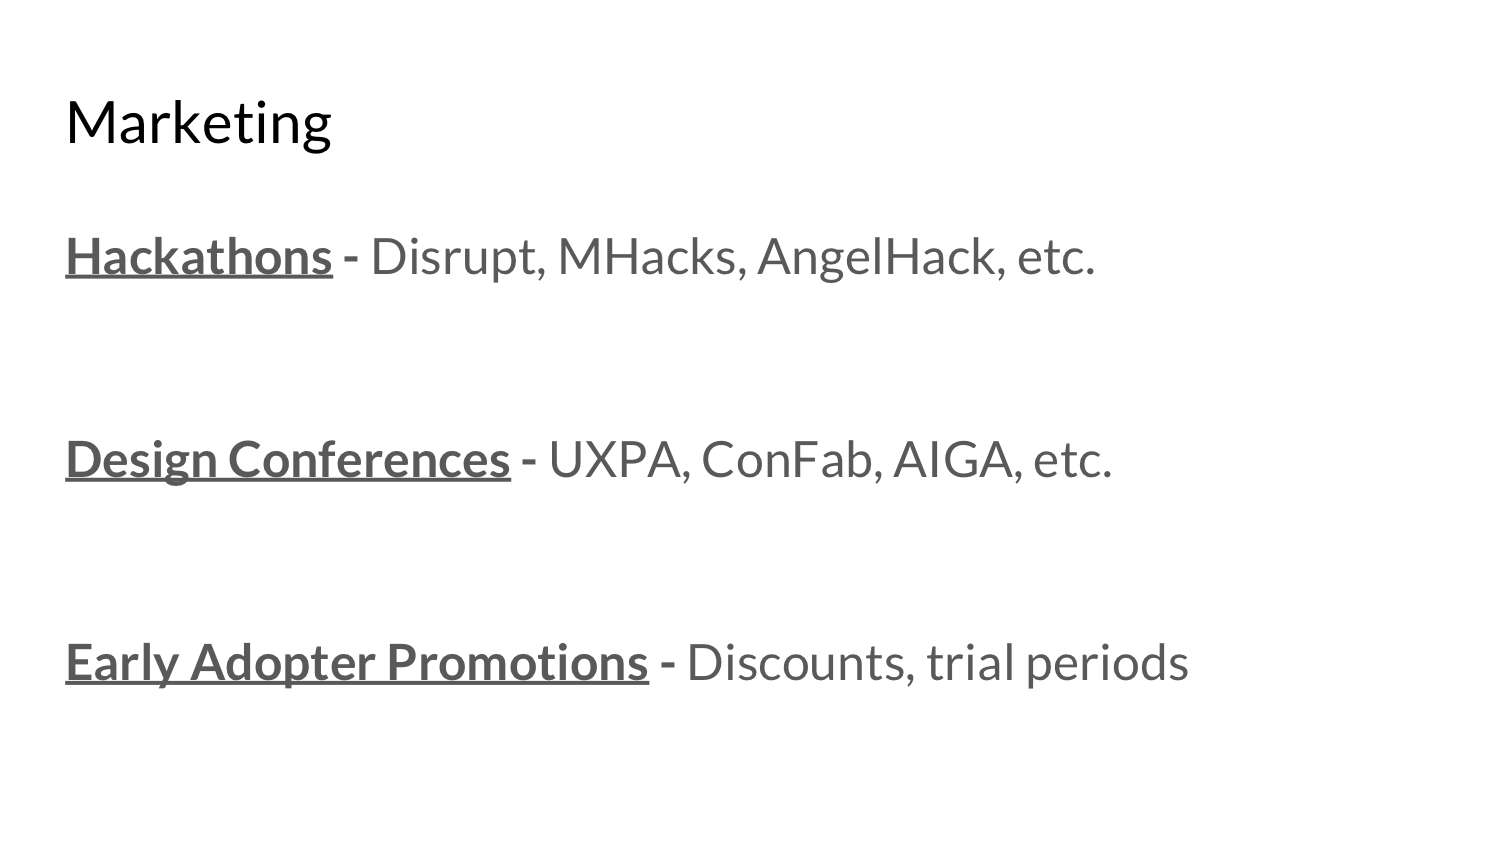 Marketing
Hackathons - Disrupt, MHacks, AngelHack, etc.
Design Conferences - UXPA, ConFab, AIGA, etc.
Early Adopter Promotions - Discounts, trial periods